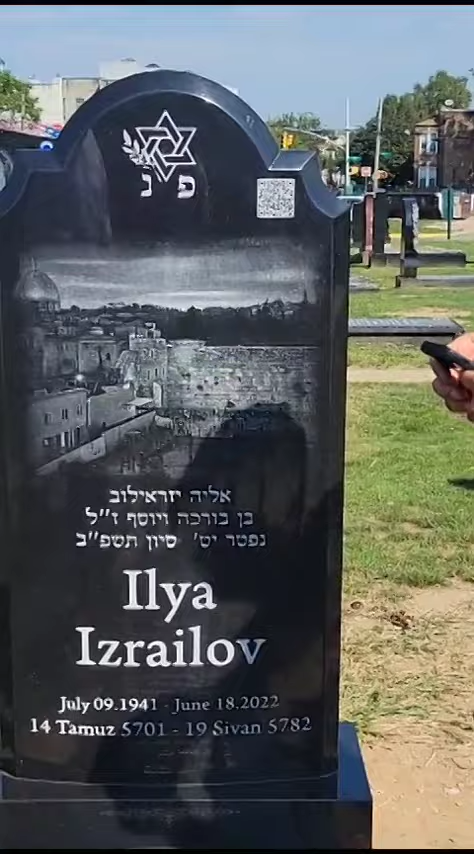 פ נ
אליה יזראילוב
בן בורכה ויוסף ז"ל
נפטר יט' סיון תשפ"ב
Ilya
Izrailov
July 09.1941 - June 18.2022
14 Tamuz 5701 - 19 Sivan 5782